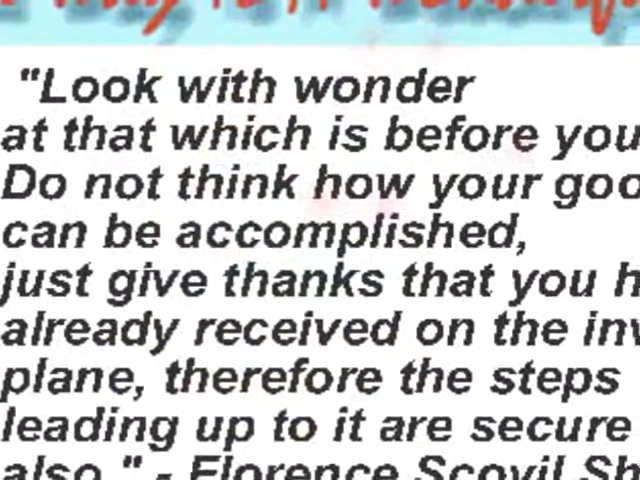 "Look with wonder
at that which is before you
Do not think how your goo
can be accomplished,
just give thanks that you h
already received on the inv
plane, therefore the steps
leading up to it are secure
also." - Florence Scovil Sh